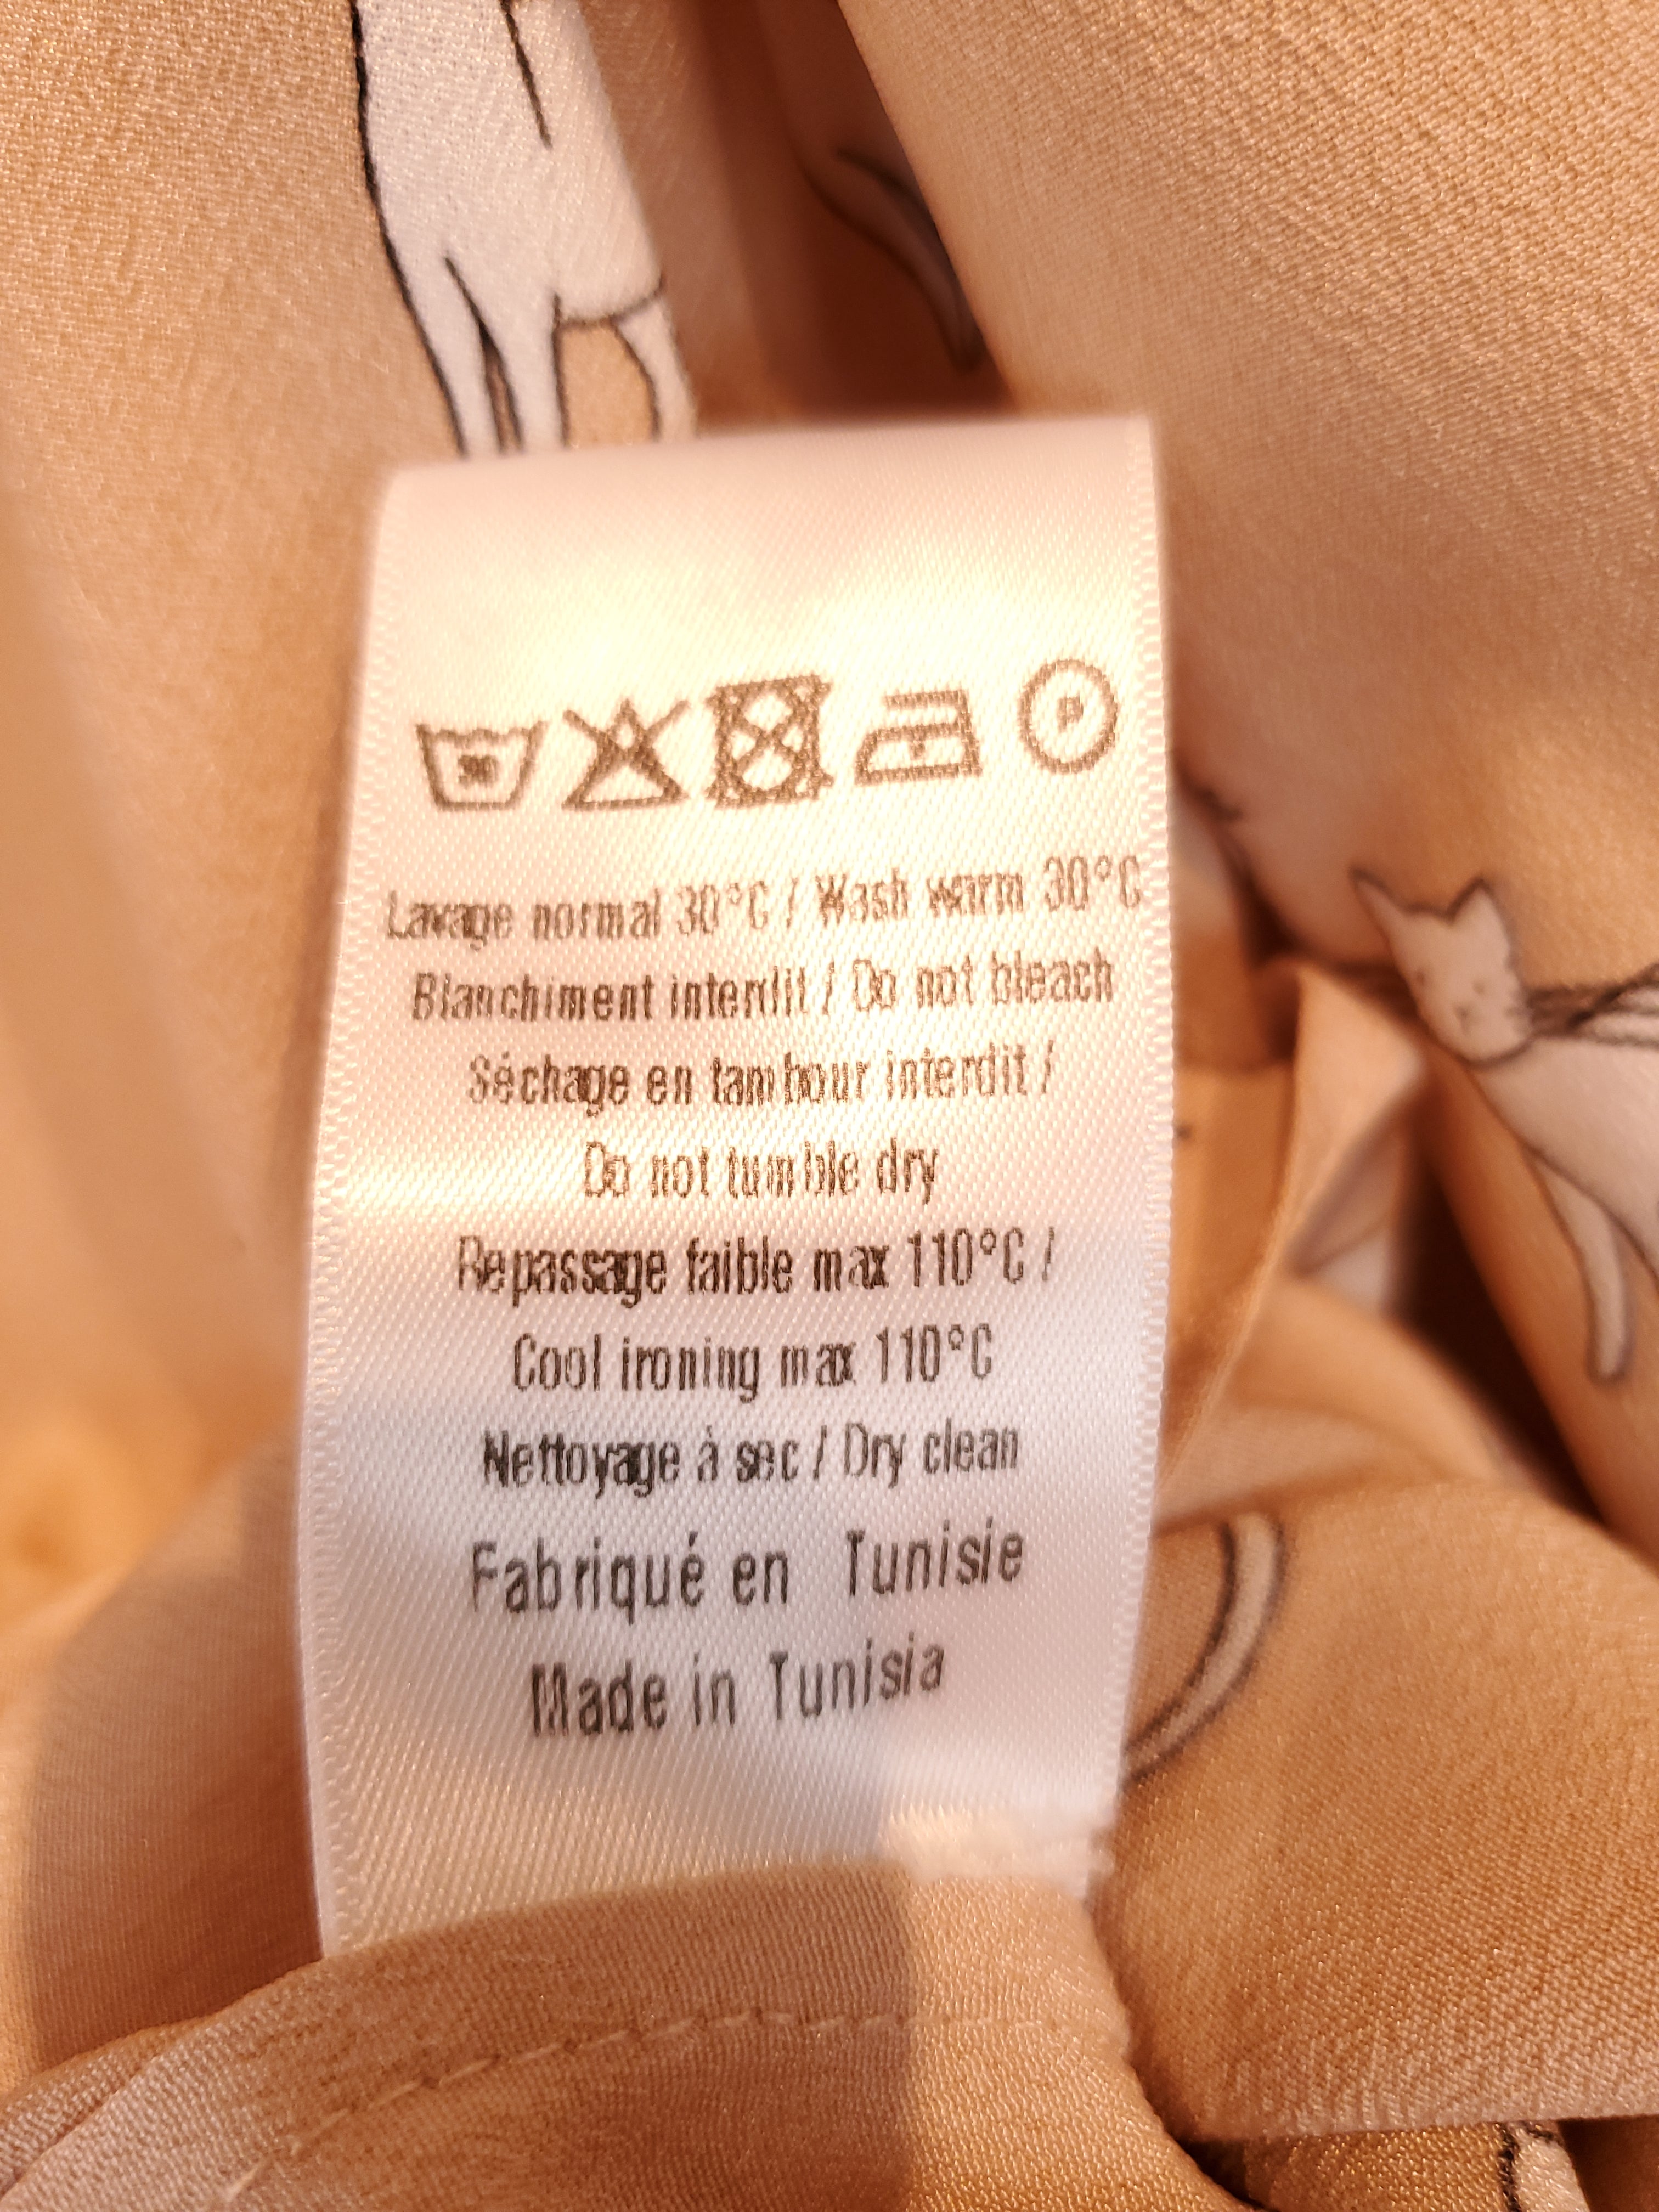 30
P
Lavage normal 30°C / Wash warm 30°C
Blanchiment interdit / Do not bleach
Séchage en tambour interdit /
Do not tumble dry
Repassage faible max 110°C /
Cool ironing max 110°C
Nettoyage à sec / Dry clean
Fabriqué en Tunisie
Made in Tunisia